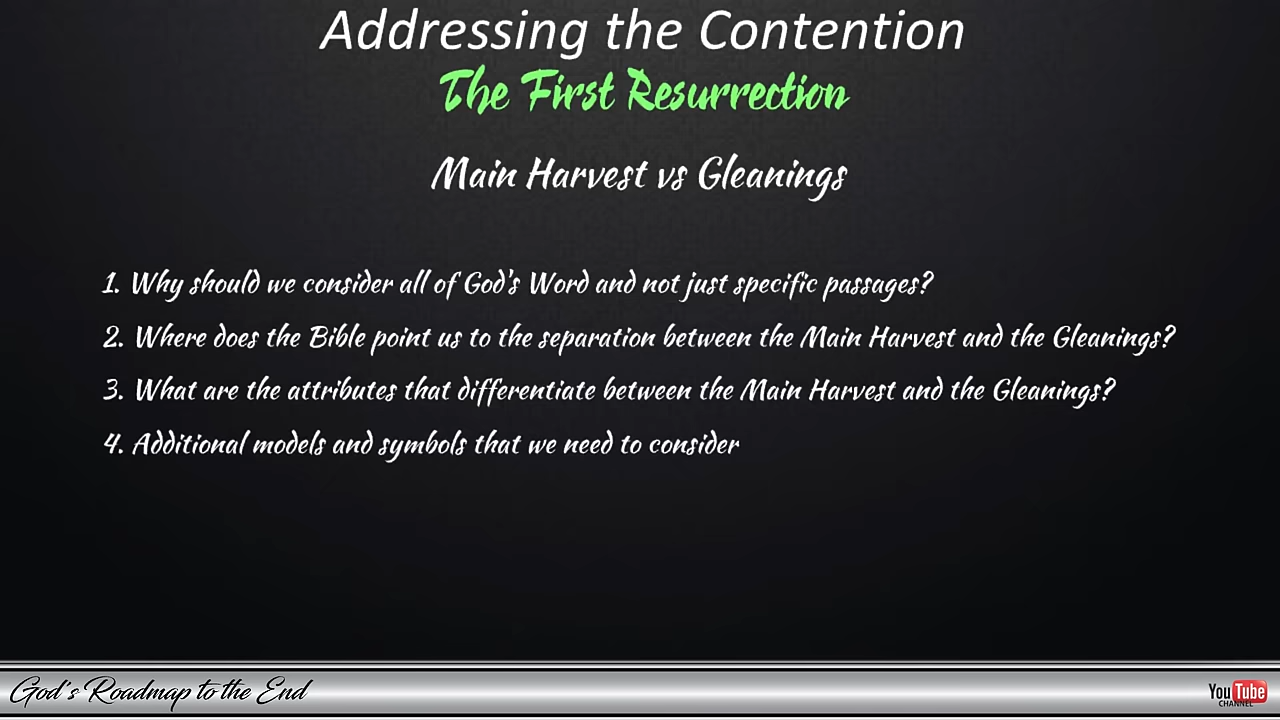 Addressing the Contention
The First Resurrection
Main Harvest vs Gleanings
1. Why should we consider all of God's Word and not just specific passages?
2. Where does the Bible point us to the separation between the Main Harvest and the Gleanings?
3. What are the attributes that differentiate between the Main Harvest and the Gleanings?
4. Additional models and symbols that we need to consider
God's Roadmap to the End
YouTube
CHANNEL